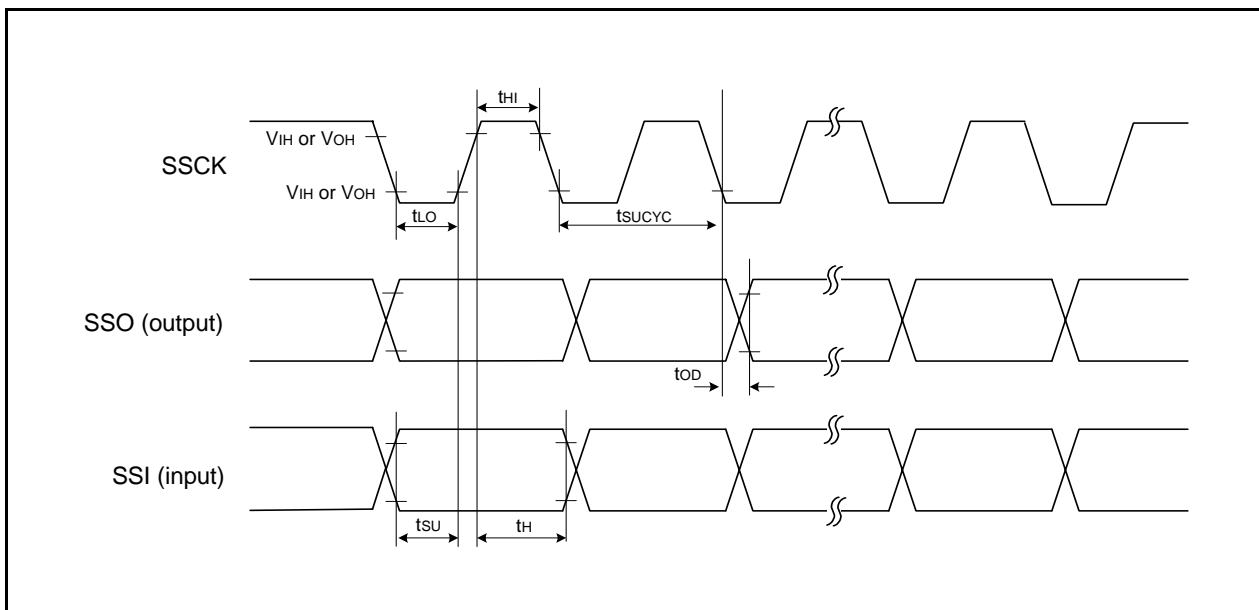 tHI
VIH or VOH
SSCK
VIH or VOH
tLO
tSUCYC
SSO (output)
tOD
SSI (input)
tSU
tH